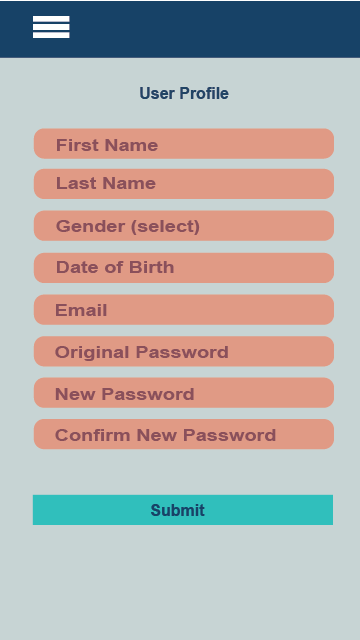 User Profile
First Name
Last Name
Gender (select)
Date of Birth
Email
Original Password
New Password
Confirm New Password
Submit